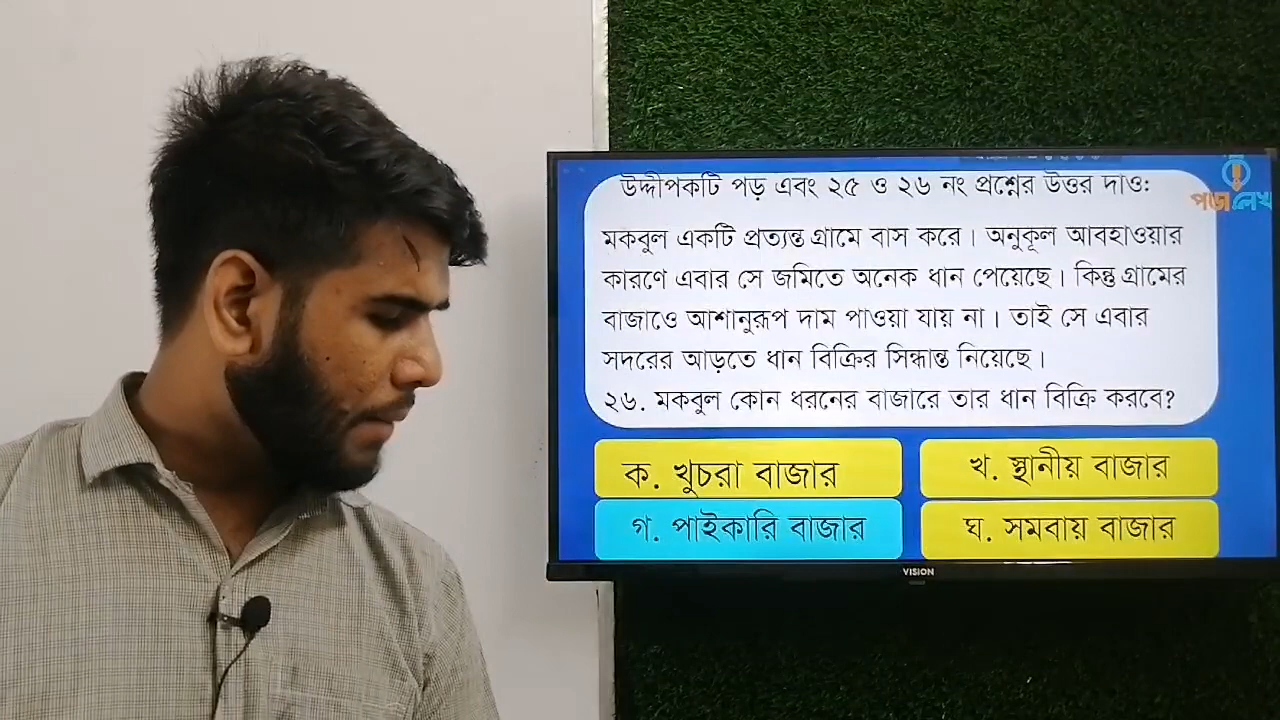 উদ্দীপকটি পড় এবং ২৫ ও ২৬ নং প্রশ্নের উত্তর দাও:
মকবুল একটি প্রত্যন্ত গ্রামে বাস করে। অনুকূল আবহাওয়ার
কারণে এবার সে জমিতে অনেক ধান পেয়েছে। কিন্তু গ্রামের
বাজাওে আশানুরূপ দাম পাওয়া যায় না। তাই সে এবার
সদরের আড়তে ধান বিক্রির সিন্ধান্ত নিয়েছে।
২৬. মকবুল কোন ধরনের বাজারে তার ধান বিক্রি করবে?
ক. খুচরা বাজার
খ. স্থানীয় বাজার
গ. পাইকারি বাজার
ঘ. সমবায় বাজার
VISION